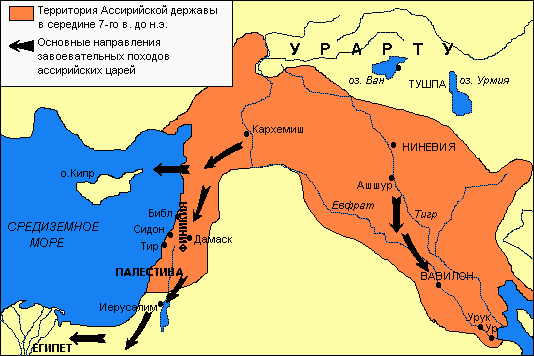 Территория Ассирийской державы
в середине 7-го в. до н.э.
Основные направления
завоевательных походов
ассирийских царей
УРАРТУ
оз. Ван
ТУШПА
оз. Урмия
Кархемиш
НИНЕВИЯ
о.Кипр
Ашшур
Евфрат
Тигр
Библ
СРЕДИЗЕМНОЕ
МОРЕ
Сидон
ФИНИКИЯ
Тир
Дамаск
ПАЛЕСТИНА
ВАВИЛОН
Иерусалим
Урук
Ур
ЕГИПЕТ